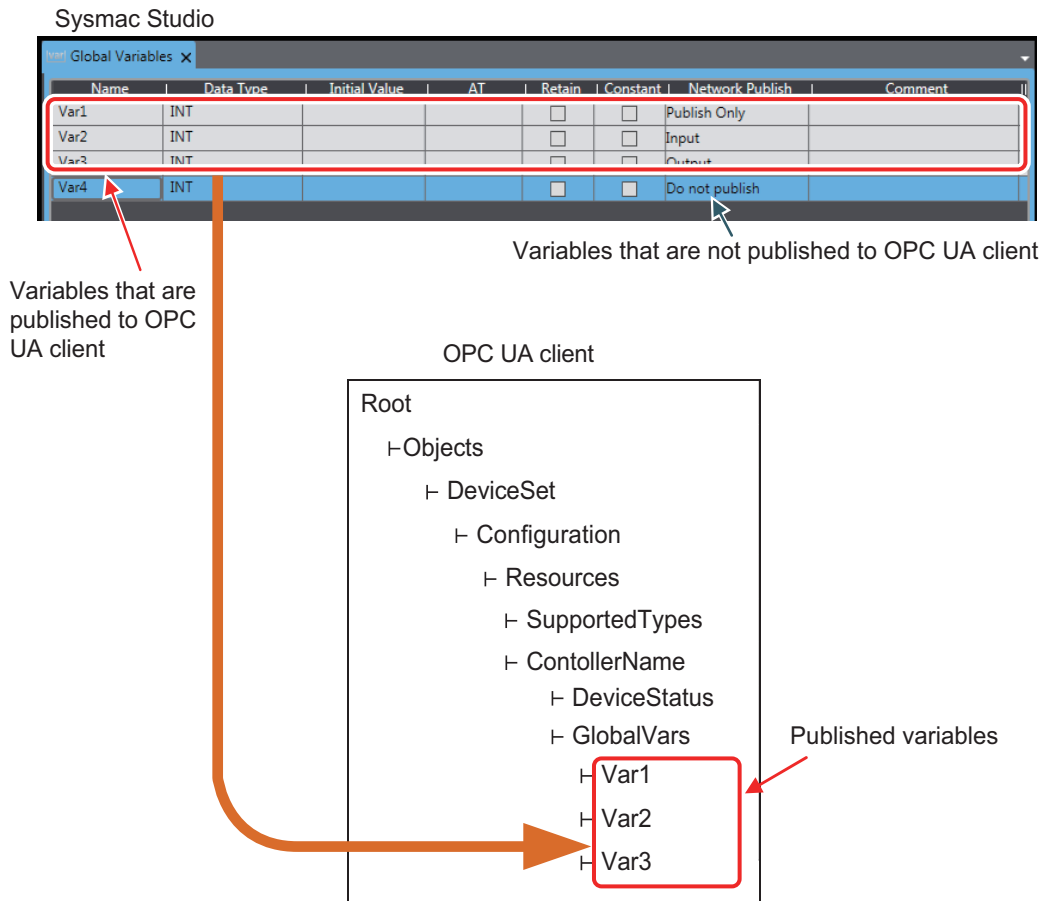 Sysmac Studio
var Global Variables
Name Data Type Initial Value AT Retain Constant Network Publish Comment
Var1 INT Publish Only
Var2 INT Input
Var3 INT Output
Var4 INT Do not publish
Variables that are not published to OPC UA client
Variables that are
published to OPC
UA client
OPC UA client
Root
Objects
DeviceSet
Configuration
Resources
SupportedTypes
ContollerName
DeviceStatus
GlobalVars
Published variables
Var1
Var2
Var3